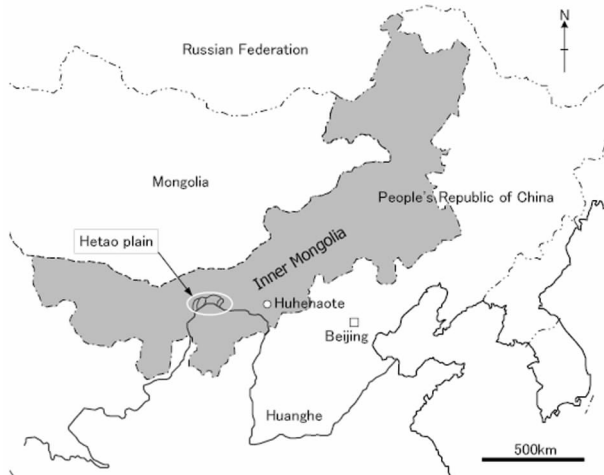 N
Russian Federation
Mongolia
People's Republic of China
Hetao plain
Inner Mongolia
Huhehaote
Beijing
Huanghe
500km